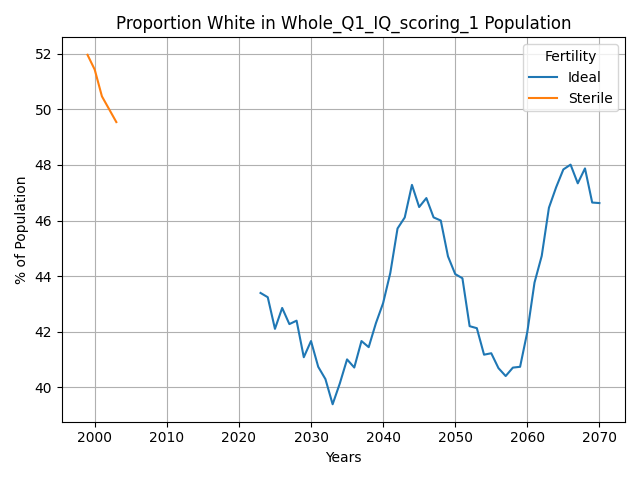 Proportion White in Whole_Q1_IQ_scoring_1 Population
Fertility
Ideal
Sterile
% of Population
52
50
48
46
44
42
40
2000
2010
2020
2030
2040
2050
2060
2070
Years